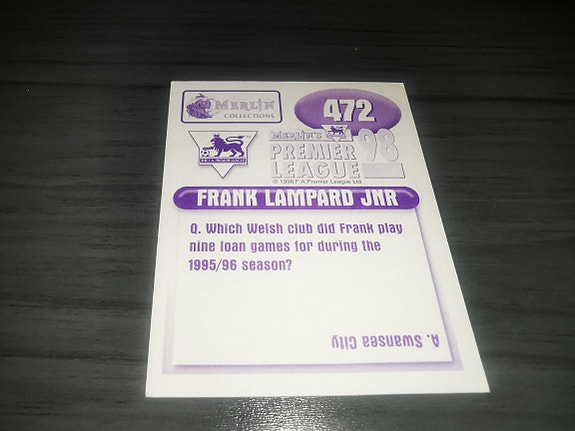 MERLIN
COLLECTIONS
472
MERLIN'S
PREMIER
LEAGUE
98
© 1996 F.A Premier League Ltd
FRANK LAMPARD JNR
Q. Which Welsh club did Frank play
nine loan games for during the
1995/96 season?
A. Swansea City